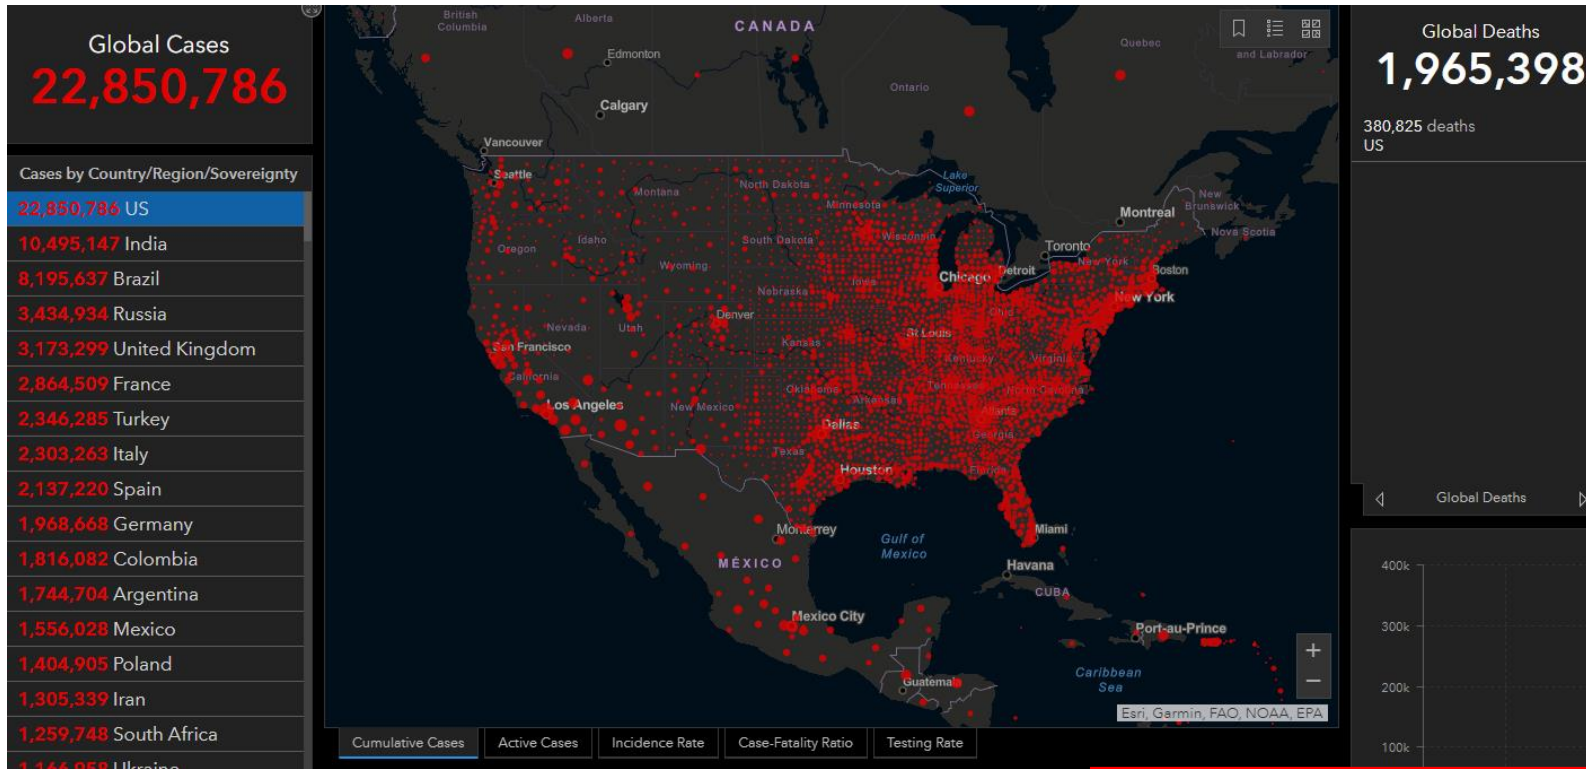 Global Cases
22,850,786
Cases by Country/Region/Sovereignty
22,850,786 US
10,495,147 India
8,195,637 Brazil
3,434,934 Russia
3,173,299 United Kingdom
2,864,509 France
2,346,285 Turkey
2,303,263 Italy
2,137,220 Spain
1,968,668 Germany
1,816,082 Colombia
1,744,704 Argentina
1,556,028 Mexico
1,404,905 Poland
1,305,339 Iran
1,259,748 South Africa
British
Columbia
Alberta
CANADA
Edmonton
Quebec
and Labrador
Ontario
Calgary
Vancouver
Seattle
Montana
North Dakota
Lake
Superior
Minnesota
New
Brunswick
Montreal
Nova Scotia
Oregon
Idaho
South Dakota
Wisconsin
Toronto
Wyoming
New York
Chicago
Detroit
Boston
Nebraska
Iowa
New York
Nevada
Utah
Denver
Ohio
St Louis
San Francisco
Kansas
Kentucky
Virginia
California
Oklahoma
Tennessee
North Carolina
Los Angeles
New Mexico
Arkansas
Atlanta
Dallas
Georgia
Texas
Houston
Florida
Monterrey
Miami
Gulf of
Mexico
MÉXICO
Havana
CUBA
Mexico City
Port-au-Prince
Caribbean
Sea
Guatemala
Esri, Garmin, FAO, NOAA, EPA
+
−
Cumulative Cases
Active Cases
Incidence Rate
Case-Fatality Ratio
Testing Rate
Global Deaths
1,965,398
380,825 deaths
US
Global Deaths
400k
300k
200k
100k